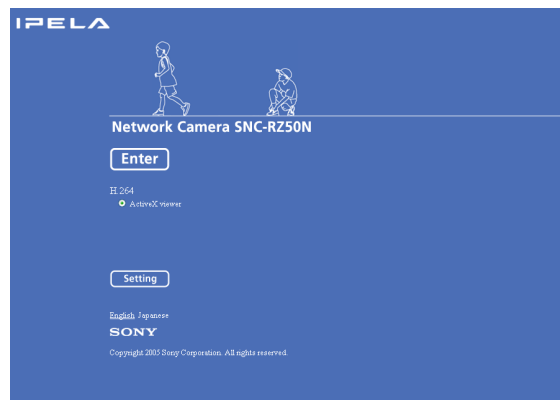 IPELA
Network Camera SNC-RZ50N
Enter
H.264
ActiveX viewer
Setting
English Japanese
SONY
Copyright 2005 Sony Corporation. All rights reserved.